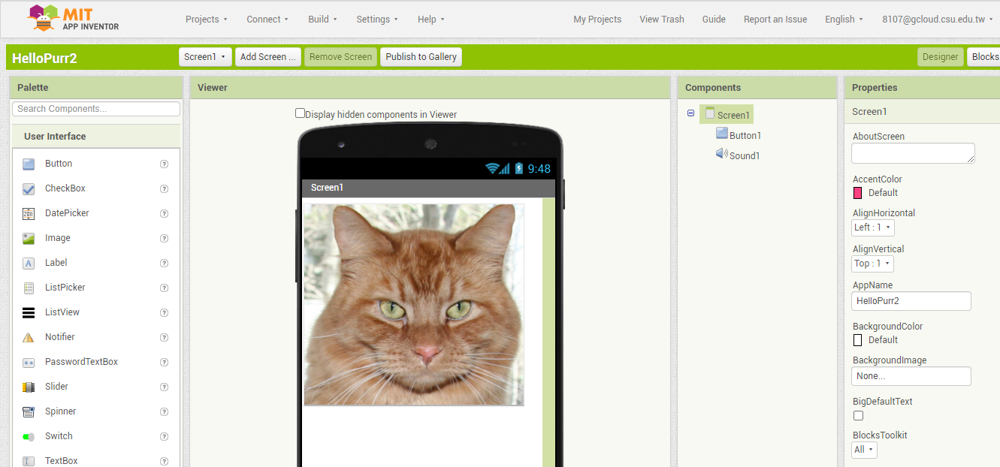 MIT
APP INVENTOR
Projects Connect Build Settings Help My Projects View Trash Guide Report an Issue English 8107@gcloud.csu.edu.tw
HelloPurr2 Screen1 Add Screen ... Remove Screen Publish to Gallery Designer Blocks
Palette
Search Components...
User Interface
Button ?
CheckBox ?
DatePicker ?
Image ?
Label ?
ListPicker ?
ListView ?
Notifier ?
PasswordTextBox ?
Slider ?
Spinner ?
Switch ?
TextBox ?
Viewer
Display hidden components in Viewer
9:48
Screen1
Components
Screen1
Button1
Sound1
Properties
Screen1
AboutScreen
AccentColor
Default
AlignHorizontal
Left : 1
AlignVertical
Top : 1
AppName
HelloPurr2
BackgroundColor
Default
BackgroundImage
None...
BigDefaultText
BlocksToolkit
All